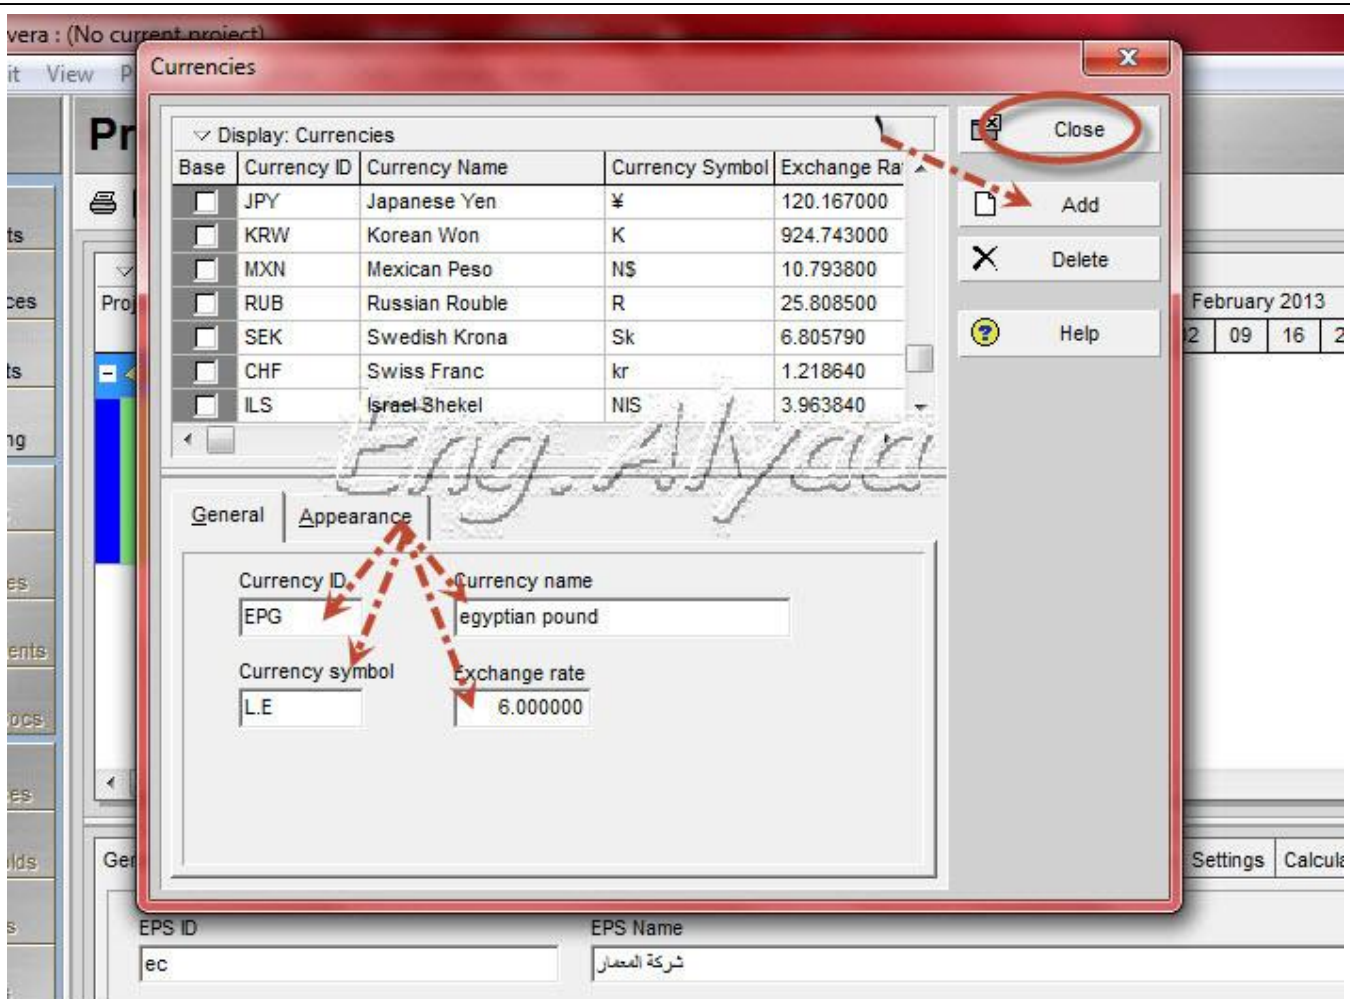 vera : (No current project)
it View P
Currencies
Pr
Display: Currencies
Close
Base Currency ID Currency Name Currency Symbol Exchange Ra
JPY Japanese Yen ¥ 120.167000
Add
KRW Korean Won K 924.743000
MXN Mexican Peso N$ 10.793800
Delete
RUB Russian Rouble R 25.808500
SEK Swedish Krona Sk 6.805790
Help
CHF Swiss Franc kr 1.218640
ILS Israel Shekel NIS 3.963840
Eng.Alyaa
General Appearance
Currency ID Currency name
EPG egyptian pound
Currency symbol Exchange rate
L.E 6.000000
ts
ces
ts
ng
es
ents
ocs
es
lds
s
Proj
February 2013
02 09 16 2
Ger
Settings Calcula
EPS ID EPS Name
ec شركة المعمار